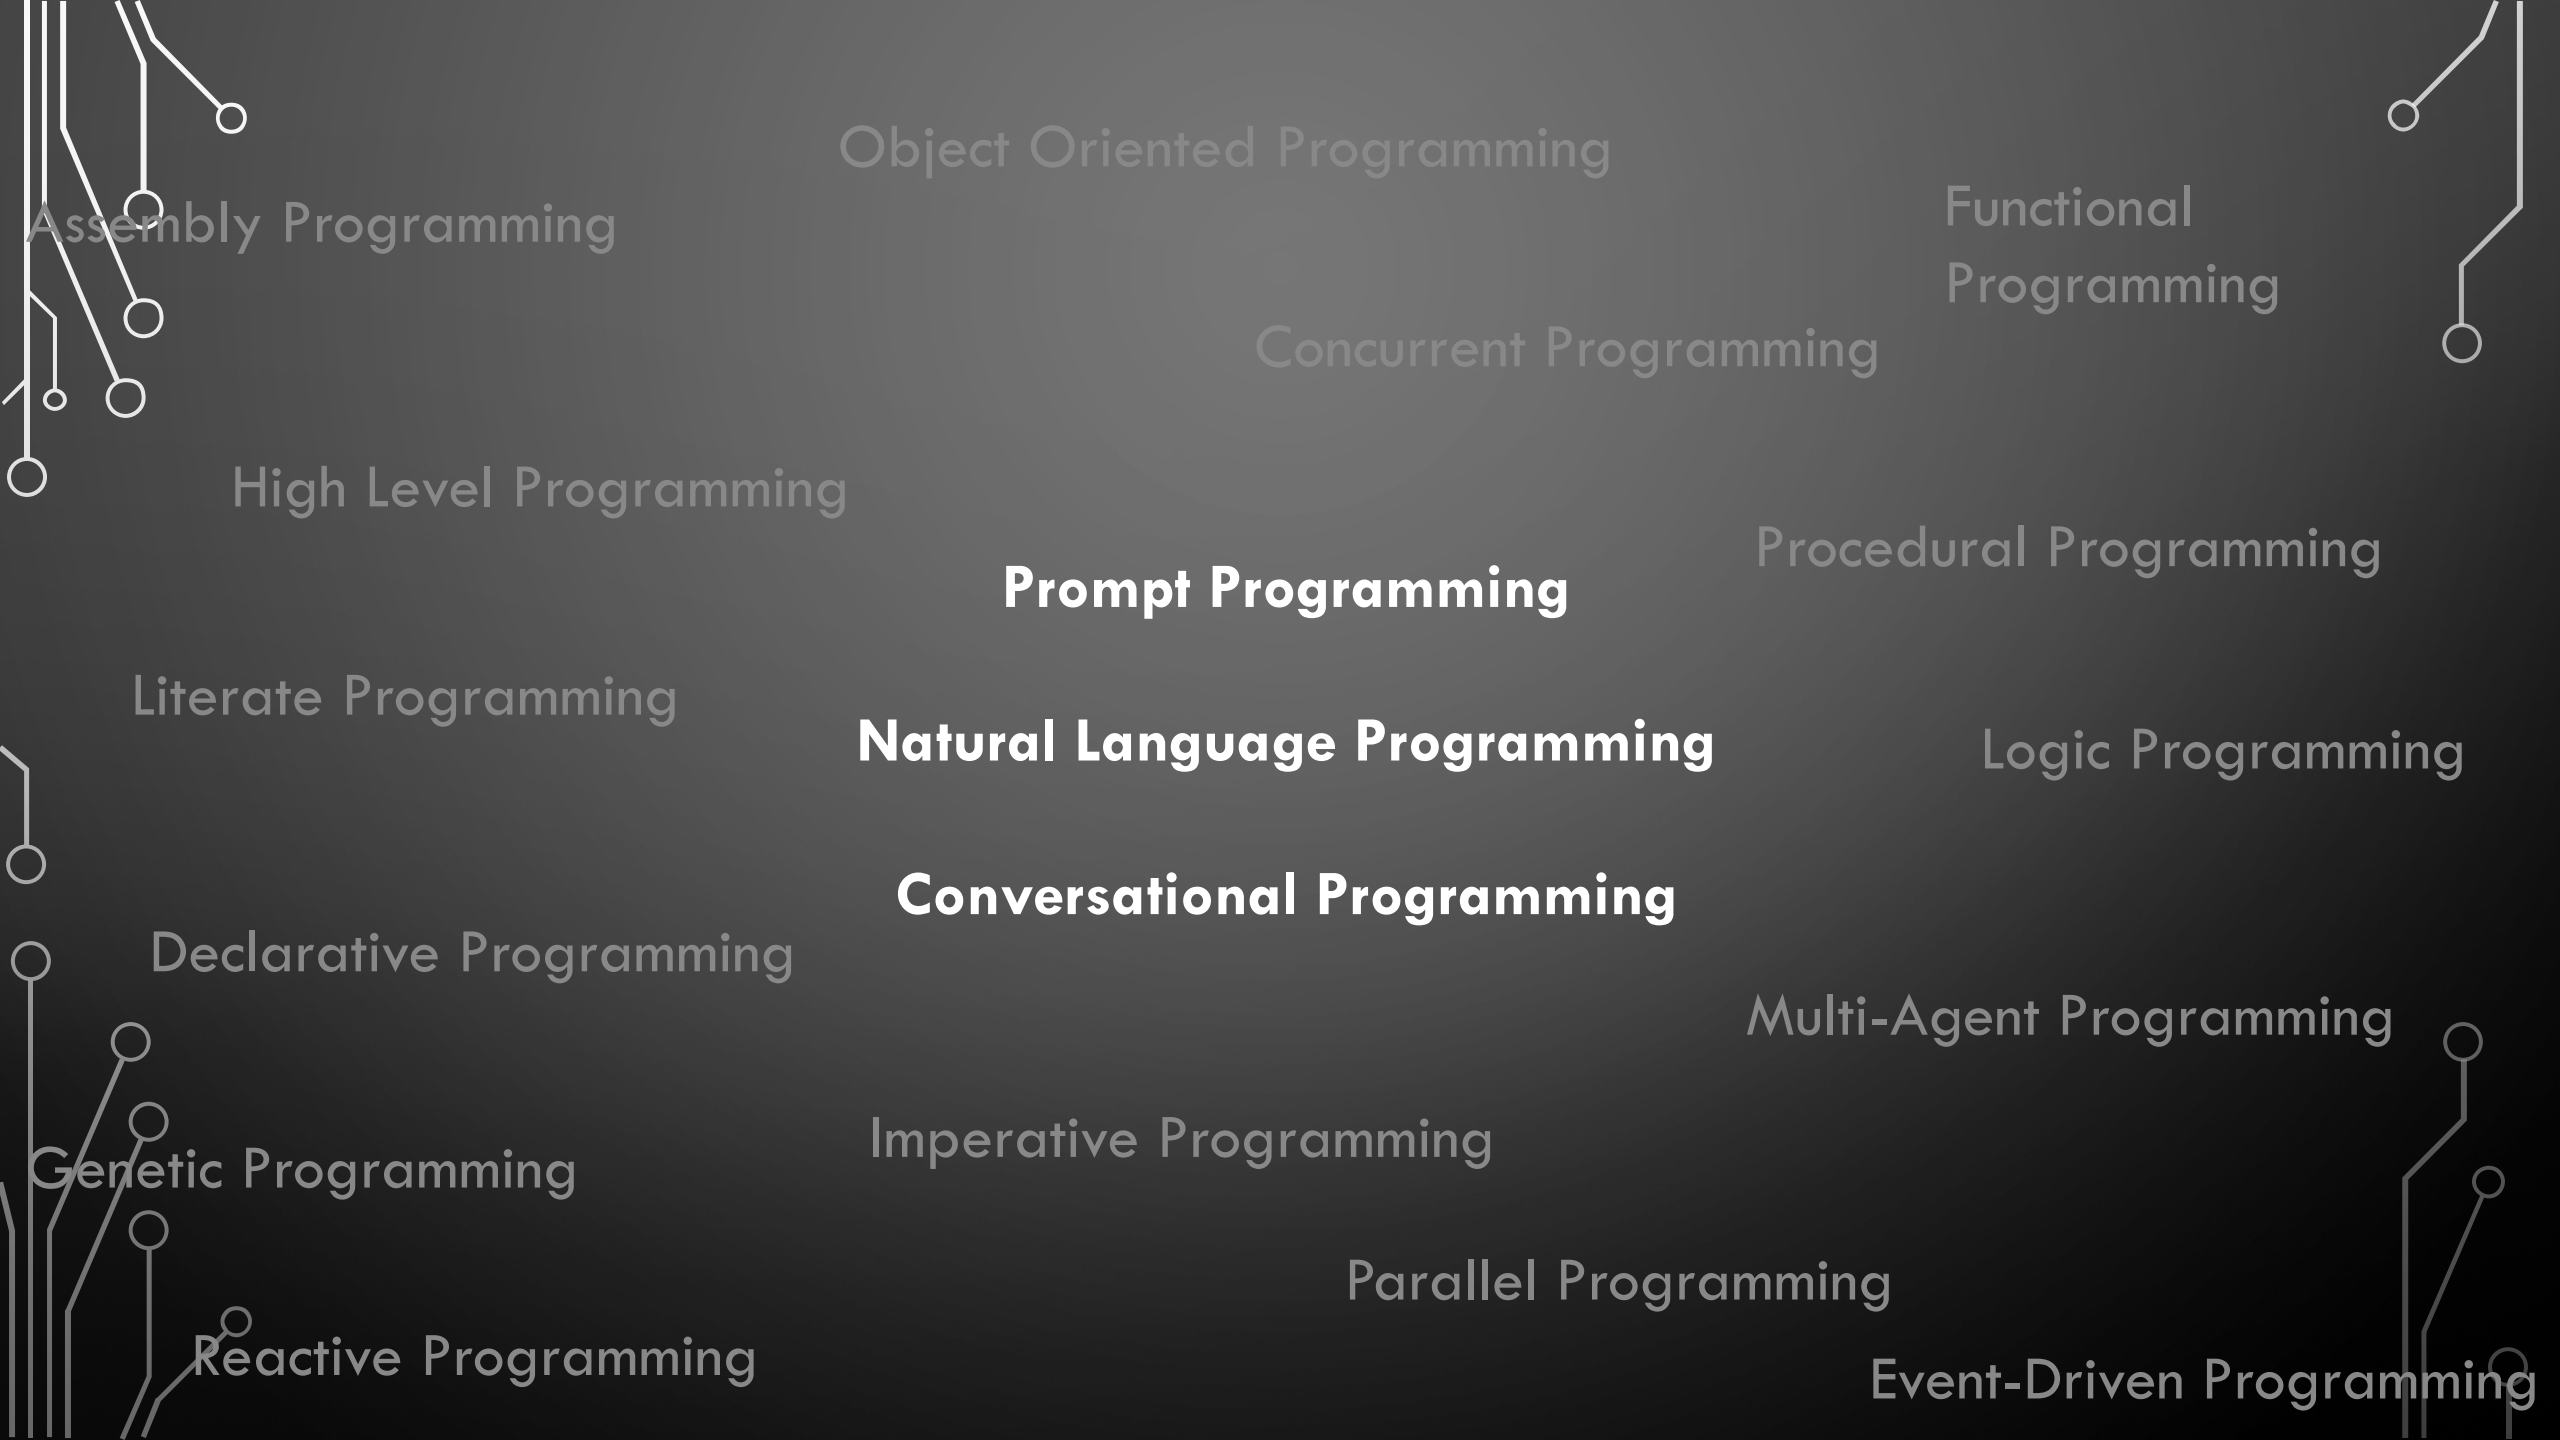 Object Oriented Programming
Assembly Programming
Functional
Programming
Concurrent Programming
High Level Programming
Procedural Programming
Prompt Programming
Literate Programming
Natural Language Programming
Logic Programming
Conversational Programming
Declarative Programming
Multi-Agent Programming
Imperative Programming
Genetic Programming
Parallel Programming
Reactive Programming
Event-Driven Programming